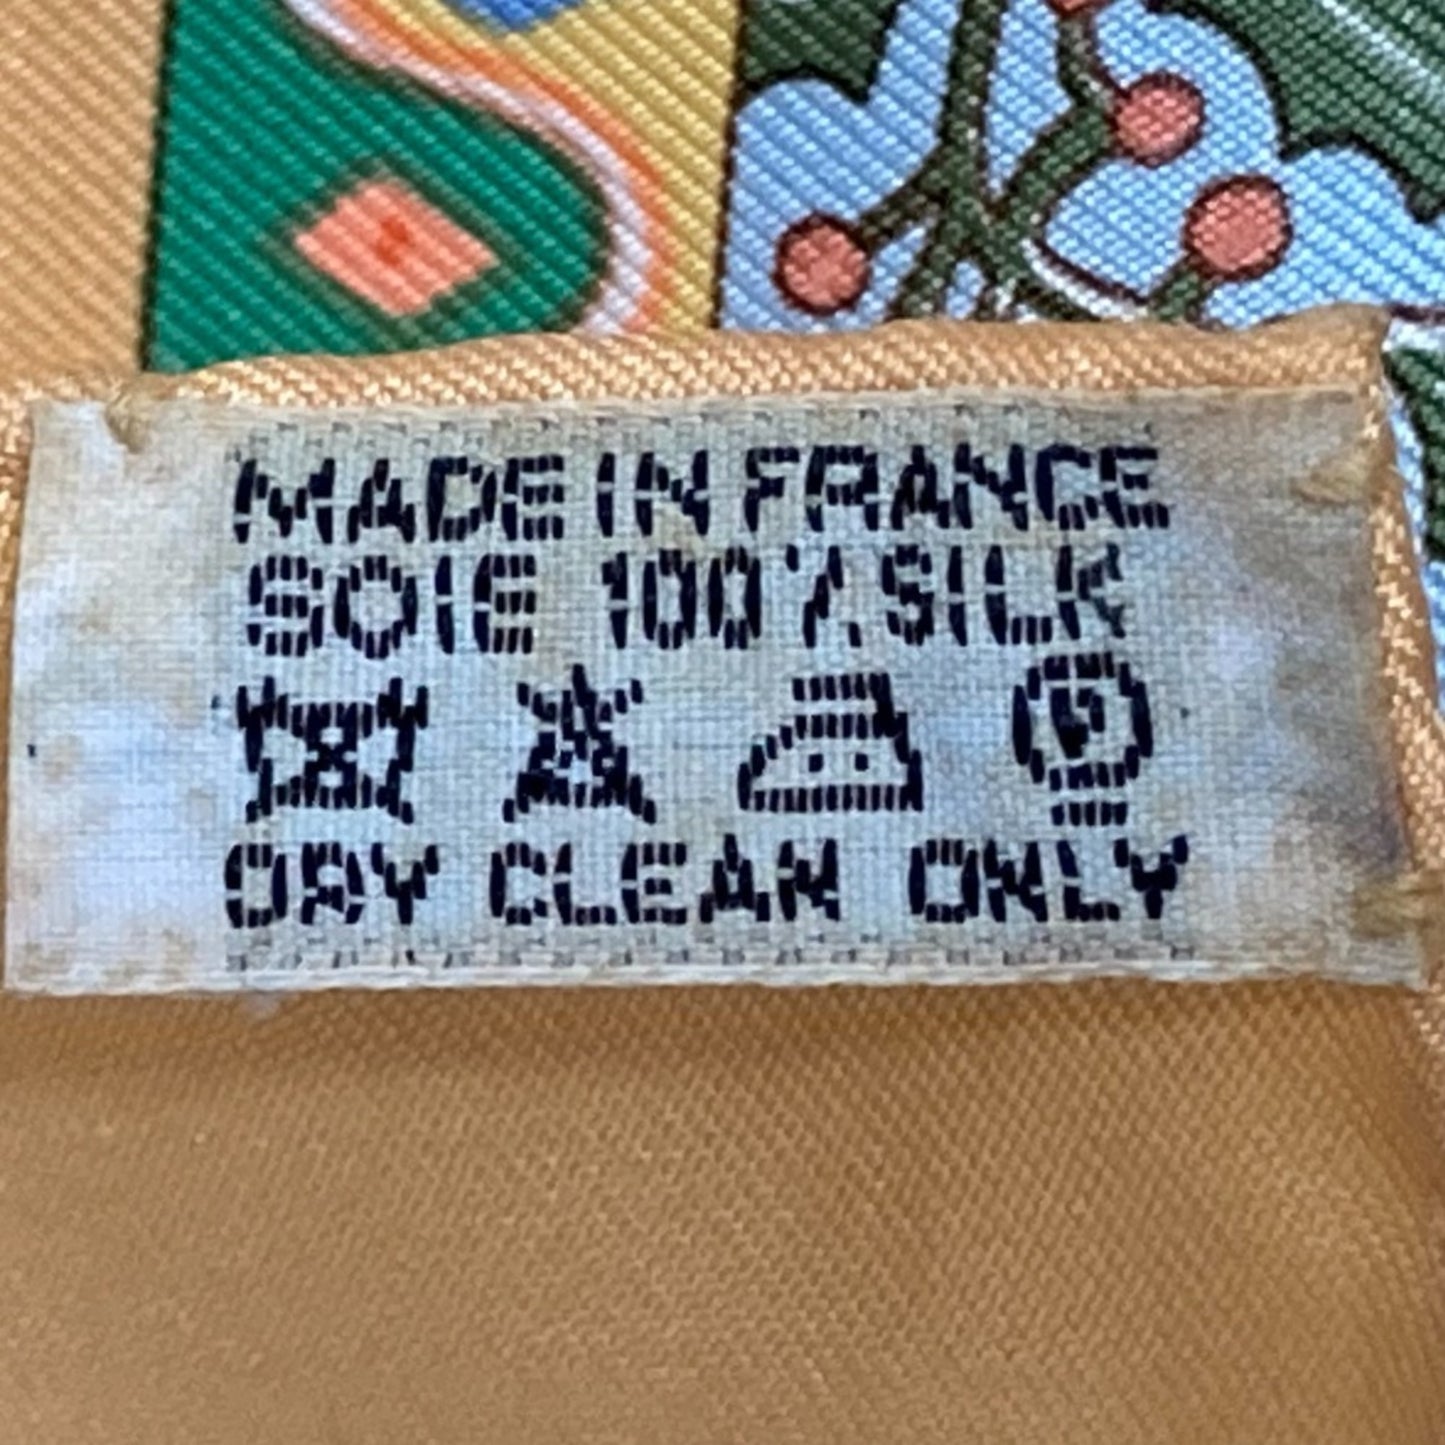 MADE IN FRANCE
SOIE 100% SILK
P
DRY CLEAN ONLY